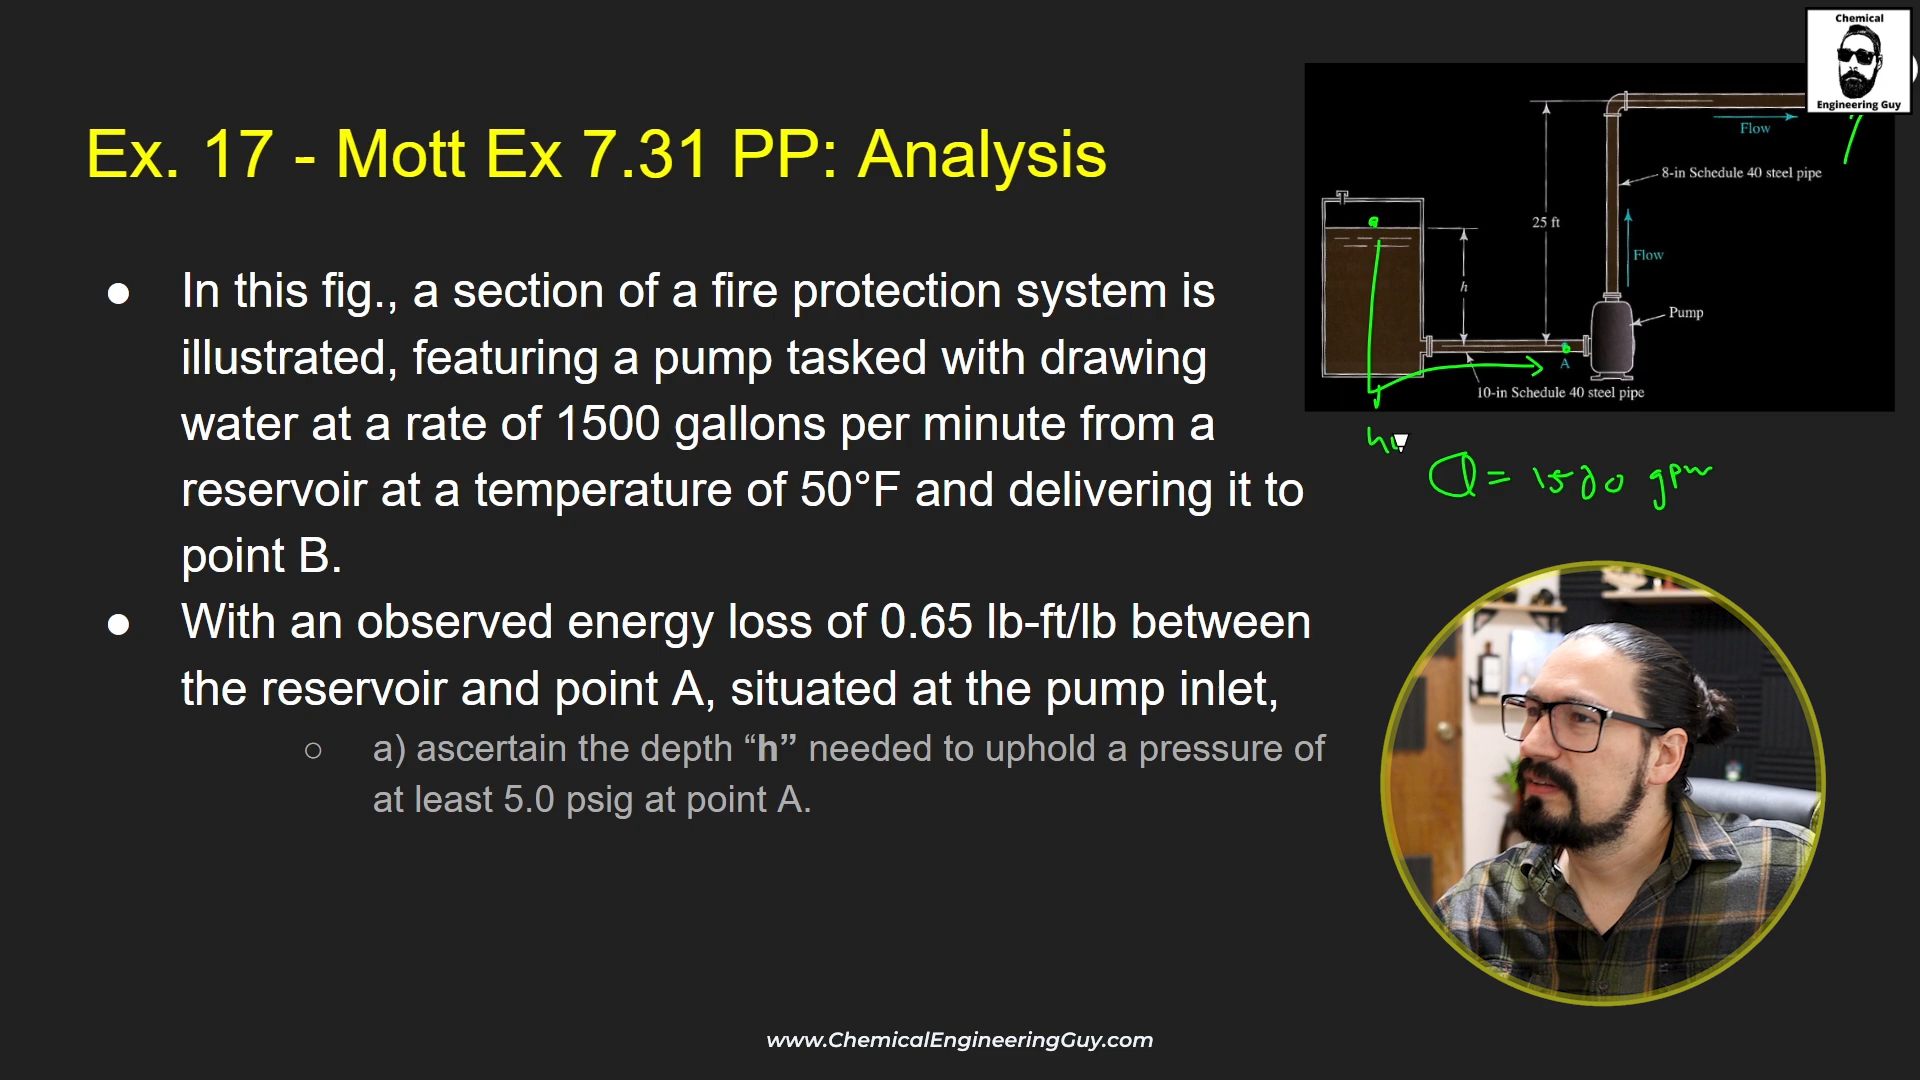 Chemical
Engineering Guy
Ex. 17 - Mott Ex 7.31 PP: Analysis
Flow
8-in Schedule 40 steel pipe
25 ft
Flow
h
Pump
A
10-in Schedule 40 steel pipe
Q = 1500 gpm
● In this fig., a section of a fire protection system is
illustrated, featuring a pump tasked with drawing
water at a rate of 1500 gallons per minute from a
reservoir at a temperature of 50°F and delivering it to
point B.
● With an observed energy loss of 0.65 lb-ft/lb between
the reservoir and point A, situated at the pump inlet,
○ a) ascertain the depth “h” needed to uphold a pressure of
at least 5.0 psig at point A.
www.ChemicalEngineeringGuy.com